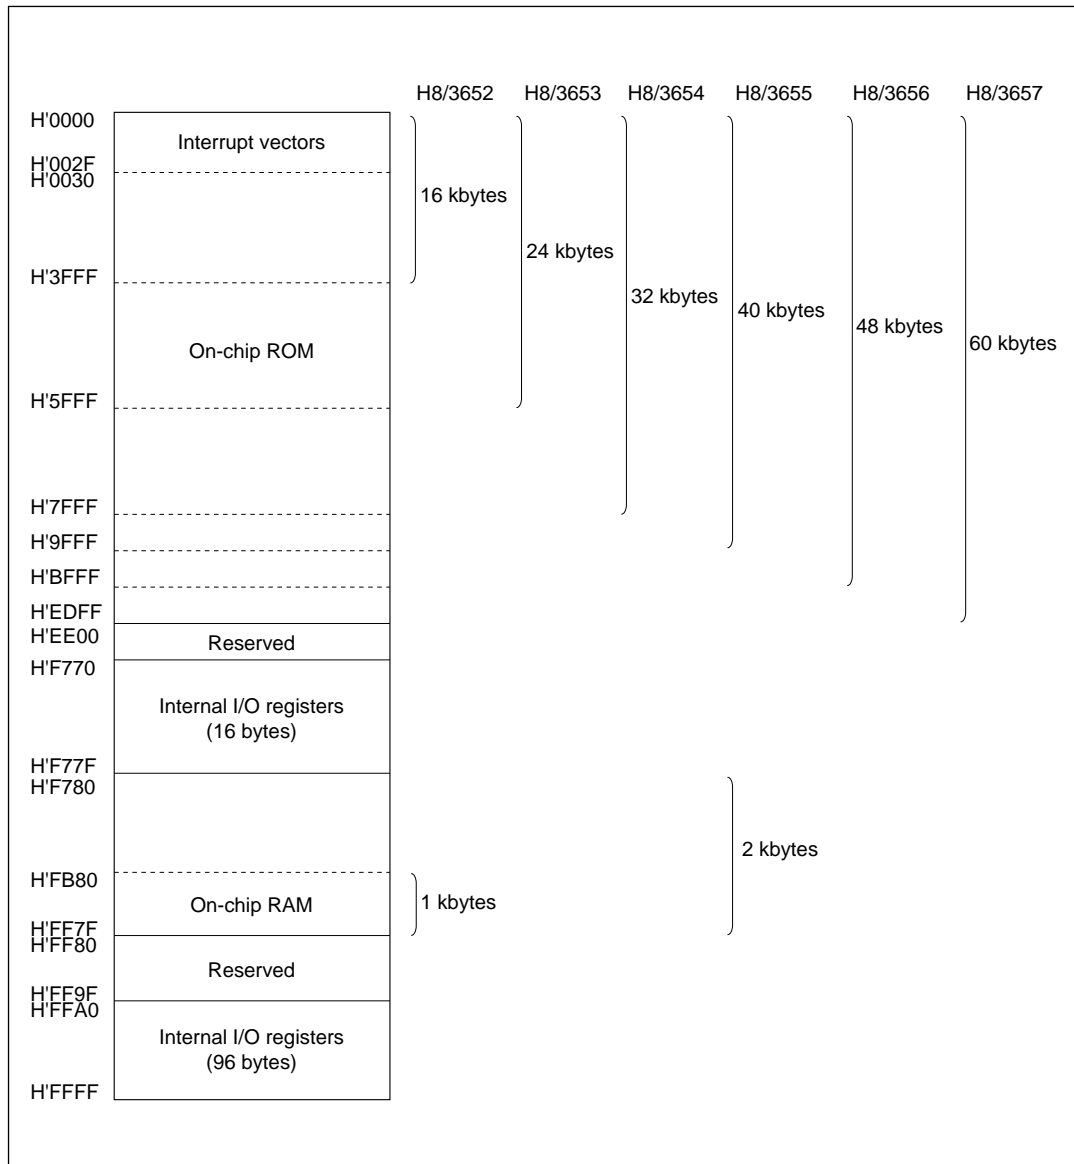 H8/3652 H8/3653 H8/3654 H8/3655 H8/3656 H8/3657
H'0000
Interrupt vectors
H'002F
H'0030
16 kbytes
24 kbytes
H'3FFF
32 kbytes
40 kbytes
48 kbytes
60 kbytes
On-chip ROM
H'5FFF
H'7FFF
H'9FFF
H'BFFF
H'EDFF
H'EE00
Reserved
H'F770
Internal I/O registers
(16 bytes)
H'F77F
H'F780
2 kbytes
H'FB80
On-chip RAM
1 kbytes
H'FF7F
H'FF80
Reserved
H'FF9F
H'FFA0
Internal I/O registers
(96 bytes)
H'FFFF